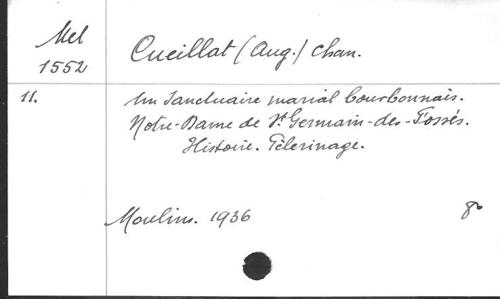 Mel
1552
Cueillat (Aug.) chan.
11.
Un Sanctuaire marial bourbonnais.
Notre-Dame de St Germain-des-Fossés.
Histoire. Pèlerinage.
Moulins. 1936
8°